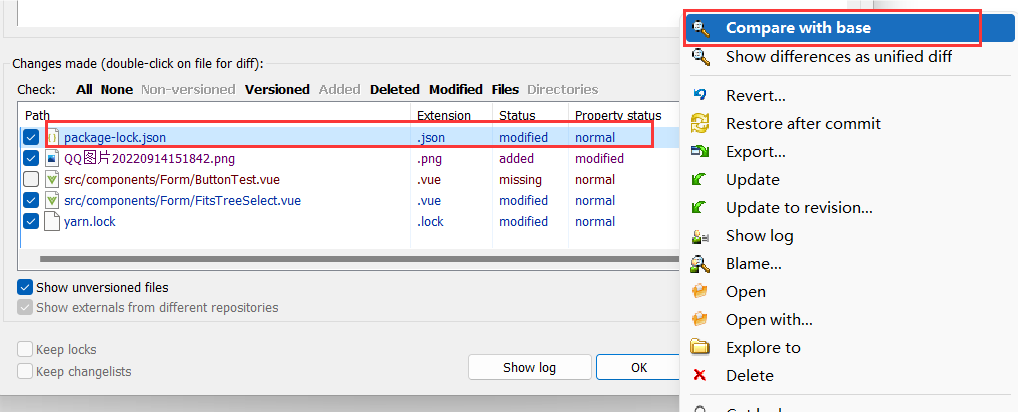 Changes made (double-click on file for diff):
Check: All None Non-versioned Versioned Added Deleted Modified Files Directories
Path Extension Status Property status
package-lock.json .json modified normal
QQ图片20220914151842.png .png added modified
src/components/Form/ButtonTest.vue .vue missing normal
src/components/Form/FitsTreeSelect.vue .vue modified normal
yarn.lock .lock modified normal
Show unversioned files
Show externals from different repositories
Keep locks
Keep changelists
Show log OK
Compare with base
Show differences as unified diff
Revert...
Restore after commit
Export...
Update
Update to revision...
Show log
Blame...
Open
Open with...
Explore to
Delete